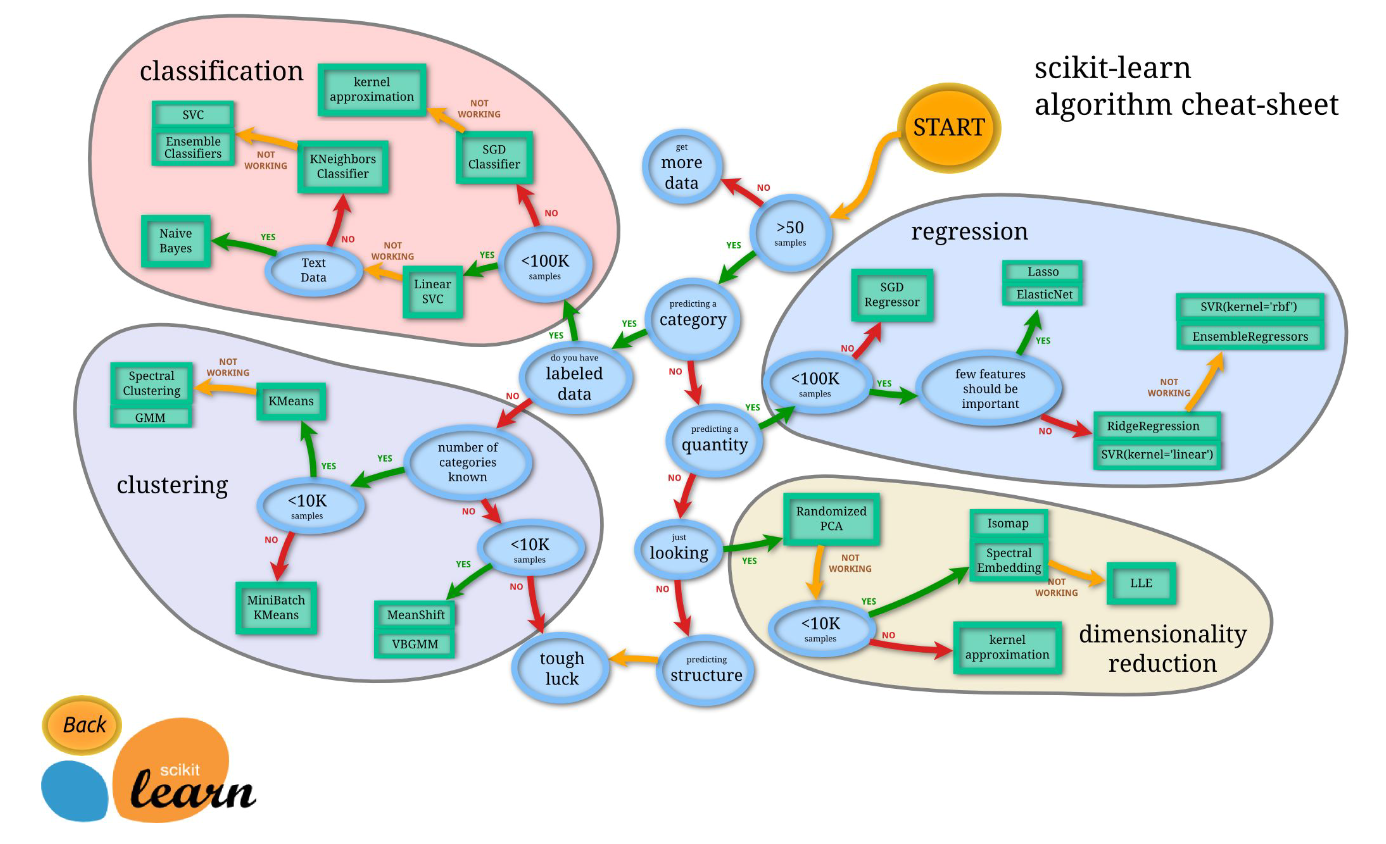 scikit-learn
algorithm cheat-sheet
START
get
more
data
NO
>50
samples
YES
predicting a
category
YES
NO
do you have
labeled
data
YES
NO
predicting a
quantity
YES
NO
just
looking
YES
NO
predicting
structure
tough
luck
classification
kernel
approximation
NOT
WORKING
SGD
Classifier
NO
<100K
samples
YES
Linear
SVC
NOT
WORKING
Text
Data
YES
Naive
Bayes
NO
KNeighbors
Classifier
NOT
WORKING
SVC
Ensemble
Classifiers
regression
<100K
samples
NO
SGD
Regressor
YES
few features
should be
important
YES
Lasso
ElasticNet
NO
RidgeRegression
SVR(kernel='linear')
NOT
WORKING
SVR(kernel='rbf')
EnsembleRegressors
clustering
number of
categories
known
YES
<10K
samples
YES
KMeans
NOT
WORKING
Spectral
Clustering
GMM
NO
MiniBatch
KMeans
NO
<10K
samples
YES
MeanShift
VBGMM
NO
dimensionality
reduction
Randomized
PCA
NOT
WORKING
<10K
samples
YES
Isomap
Spectral
Embedding
NOT
WORKING
LLE
NO
kernel
approximation
Back
scikit
learn